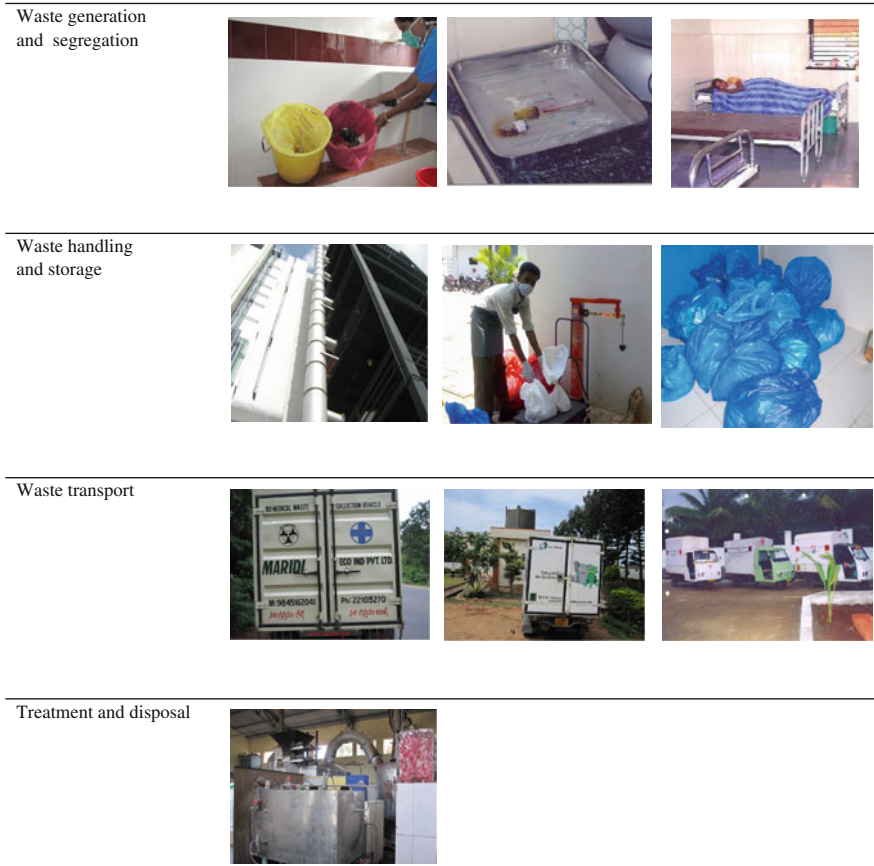 Waste generation
and segregation
Waste handling
and storage
Waste transport
BIO MEDICAL WASTE
COLLECTION VEHICLE
MARIDI
ECO IND PVT. LTD.
M:9845162041
Ph: 22103270
Treatment and disposal